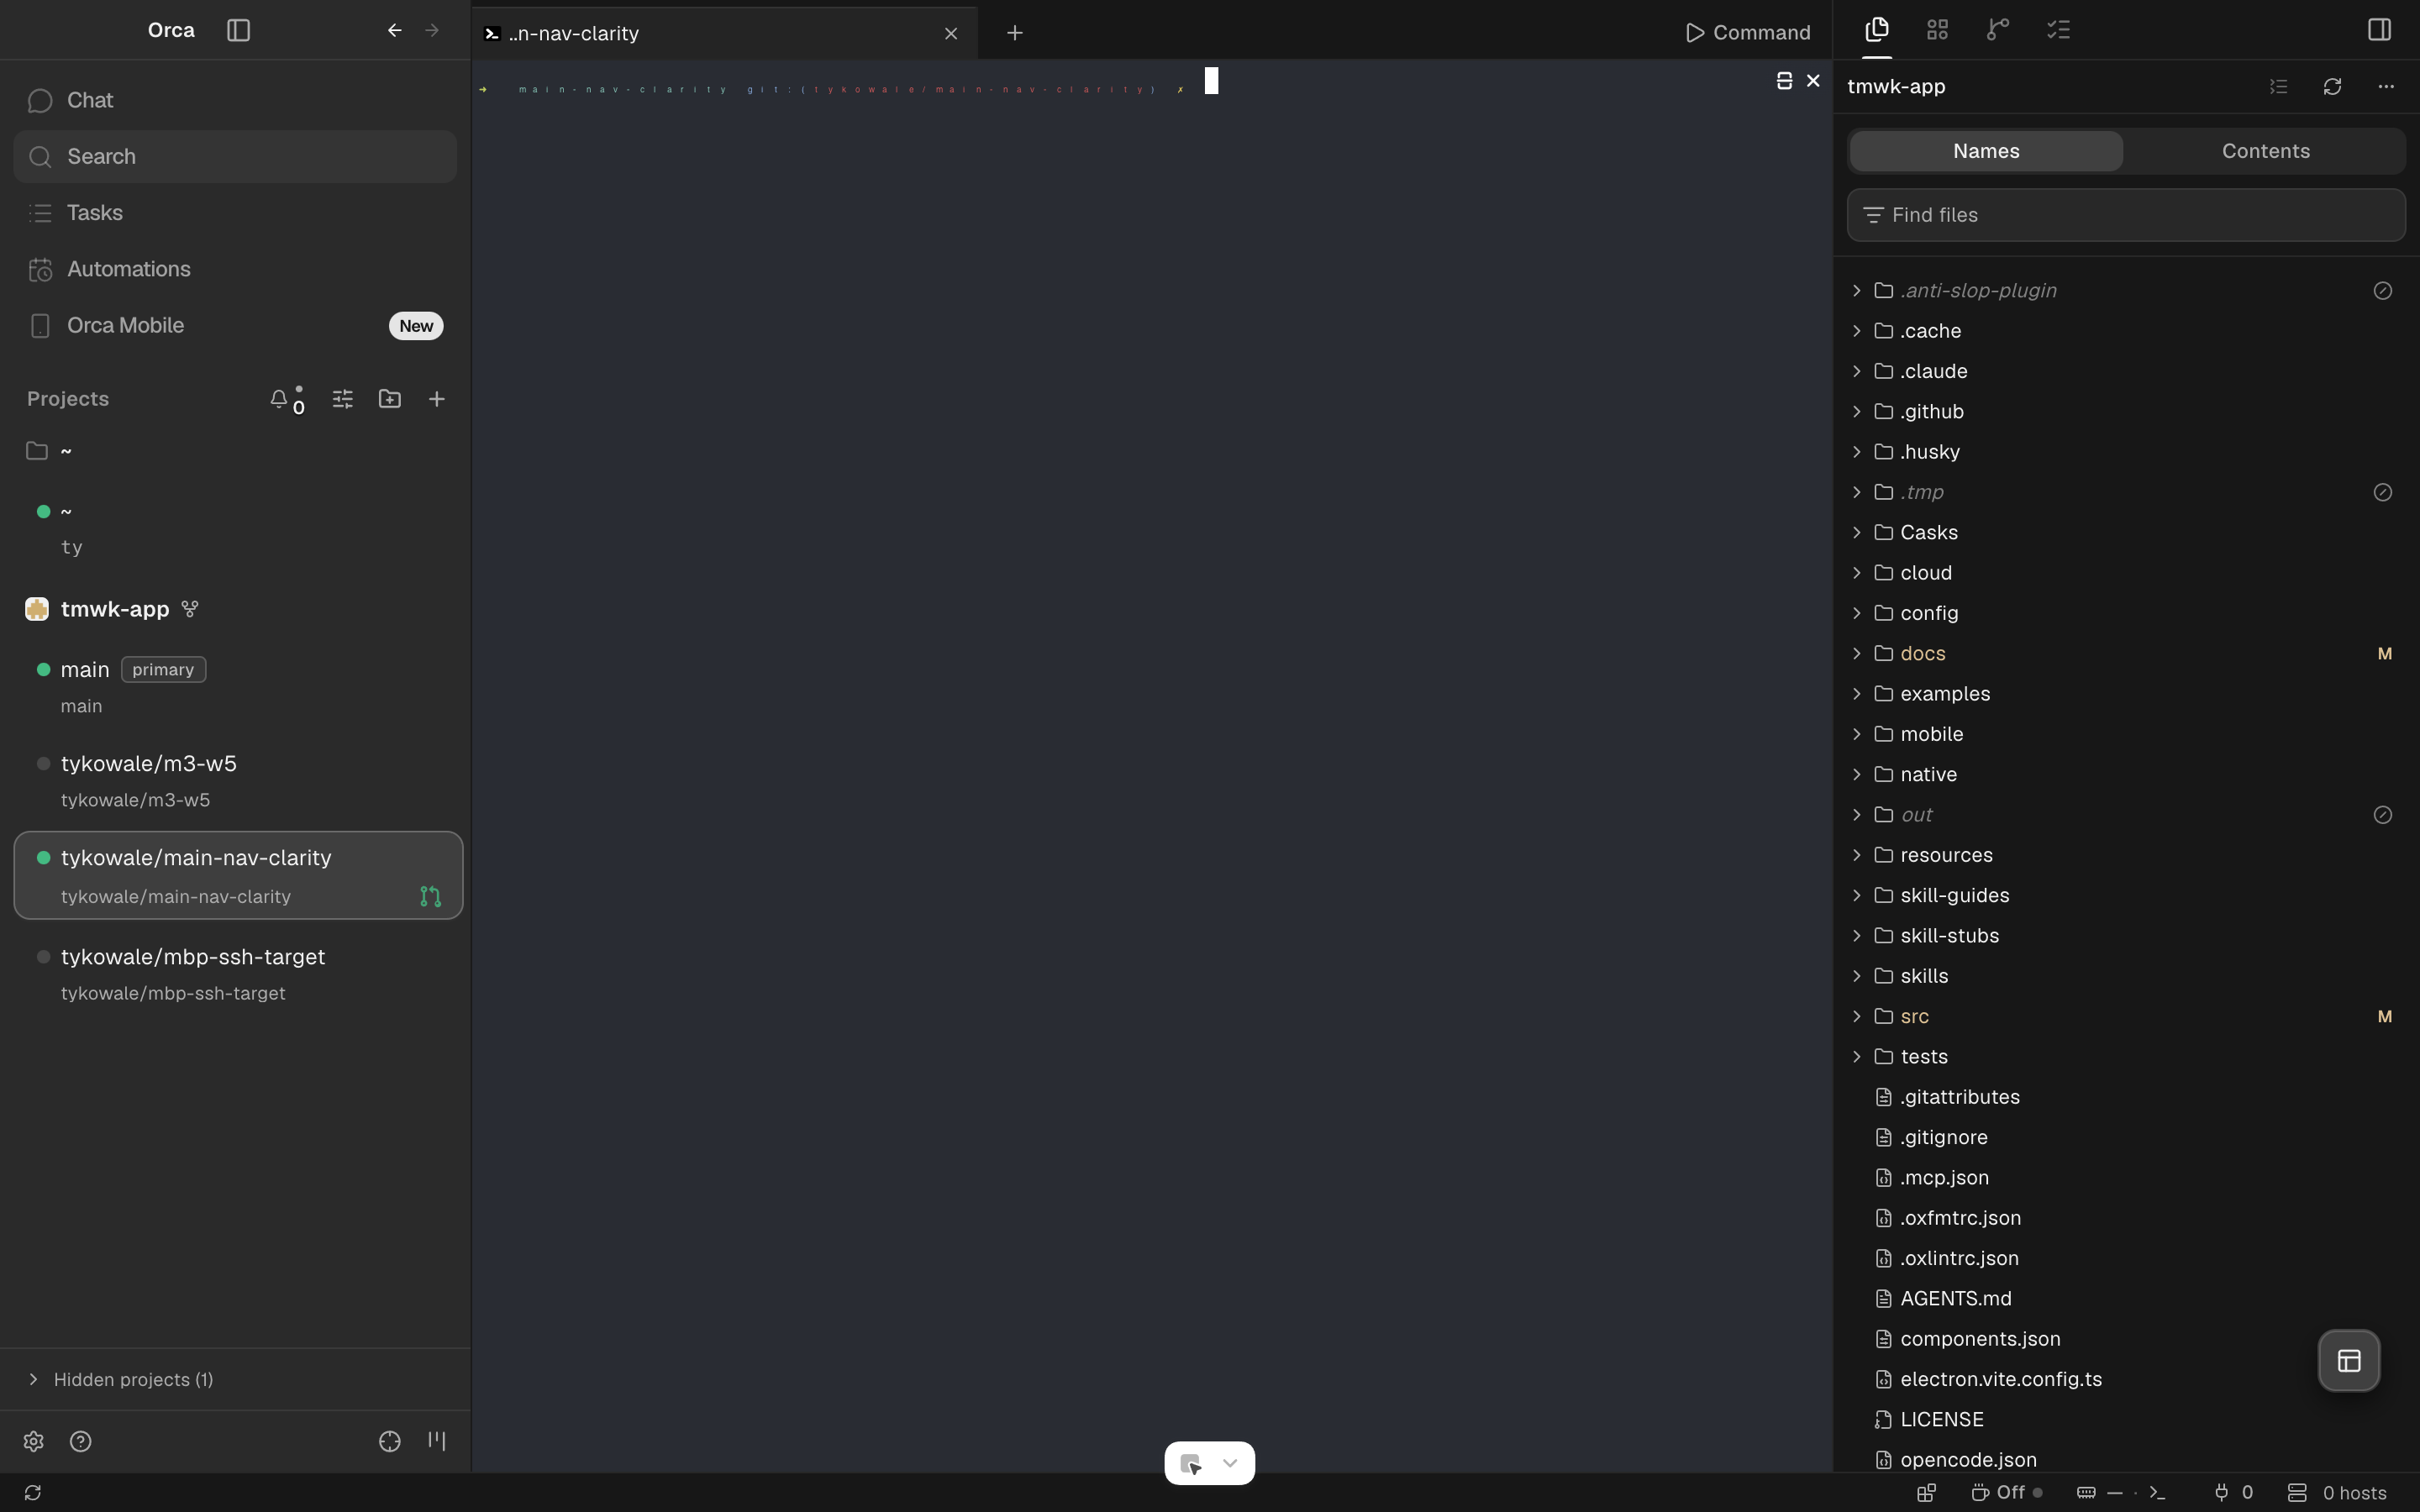 Orca
Chat
Search
Tasks
Automations
Orca Mobile New
Projects 0
~
~
ty
tmwk-app
main primary
main
tykowale/m3-w5
tykowale/m3-w5
tykowale/main-nav-clarity
tykowale/main-nav-clarity
tykowale/mbp-ssh-target
tykowale/mbp-ssh-target
Hidden projects (1)
..n-nav-clarity
Command
➜ main-nav-clarity git:(tykowale/main-nav-clarity) ✗
tmwk-app
Names Contents
Find files
.anti-slop-plugin
.cache
.claude
.github
.husky
.tmp
Casks
cloud
config
docs M
examples
mobile
native
out
resources
skill-guides
skill-stubs
skills
src M
tests
.gitattributes
.gitignore
.mcp.json
.oxfmtrc.json
.oxlintrc.json
AGENTS.md
components.json
electron.vite.config.ts
LICENSE
opencode.json
Off — · 0 0 hosts